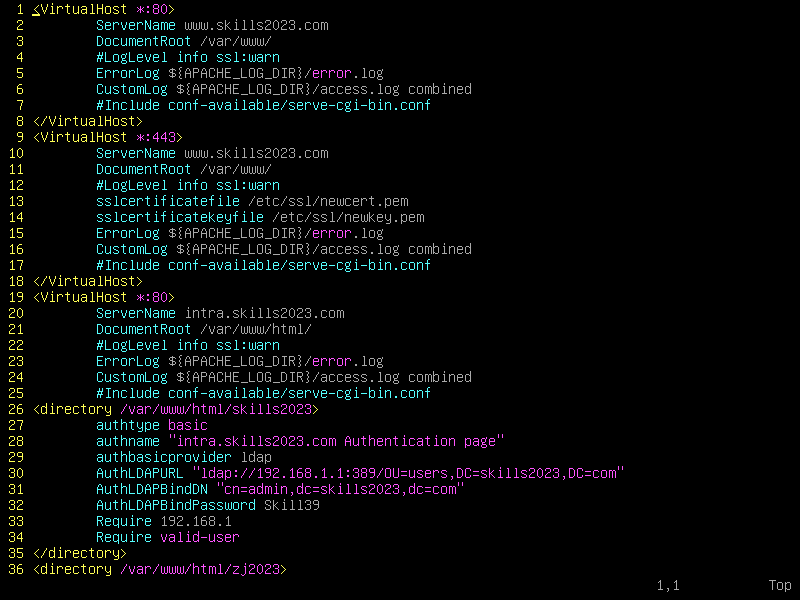 1 <VirtualHost *:80>
2 ServerName www.skills2023.com
3 DocumentRoot /var/www/
4 #LogLevel info ssl:warn
5 ErrorLog ${APACHE_LOG_DIR}/error.log
6 CustomLog ${APACHE_LOG_DIR}/access.log combined
7 #Include conf-available/serve-cgi-bin.conf
8 </VirtualHost>
9 <VirtualHost *:443>
10 ServerName www.skills2023.com
11 DocumentRoot /var/www/
12 #LogLevel info ssl:warn
13 sslcertificatefile /etc/ssl/newcert.pem
14 sslcertificatekeyfile /etc/ssl/newkey.pem
15 ErrorLog ${APACHE_LOG_DIR}/error.log
16 CustomLog ${APACHE_LOG_DIR}/access.log combined
17 #Include conf-available/serve-cgi-bin.conf
18 </VirtualHost>
19 <VirtualHost *:80>
20 ServerName intra.skills2023.com
21 DocumentRoot /var/www/html/
22 #LogLevel info ssl:warn
23 ErrorLog ${APACHE_LOG_DIR}/error.log
24 CustomLog ${APACHE_LOG_DIR}/access.log combined
25 #Include conf-available/serve-cgi-bin.conf
26 <directory /var/www/html/skills2023>
27 authtype basic
28 authname "intra.skills2023.com Authentication page"
29 authbasicprovider ldap
30 AuthLDAPURL "ldap://192.168.1.1:389/OU=users,DC=skills2023,DC=com"
31 AuthLDAPBindDN "cn=admin,dc=skills2023,dc=com"
32 AuthLDAPBindPassword Skill39
33 Require 192.168.1
34 Require valid-user
35 </directory>
36 <directory /var/www/html/zj2023>
1,1 Top